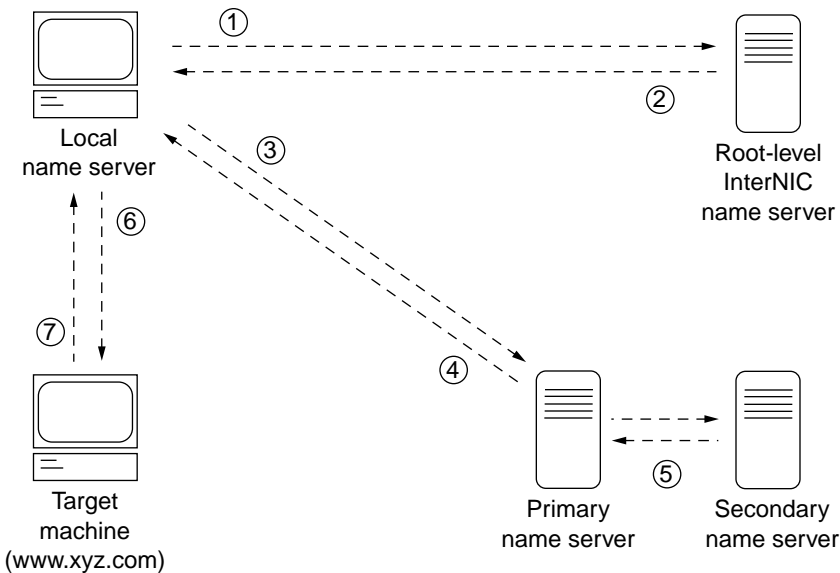 ①
②
Local
name server
Root-level
InterNIC
name server
③
⑥
⑦
④
⑤
Target
machine
(www.xyz.com)
Primary
name server
Secondary
name server